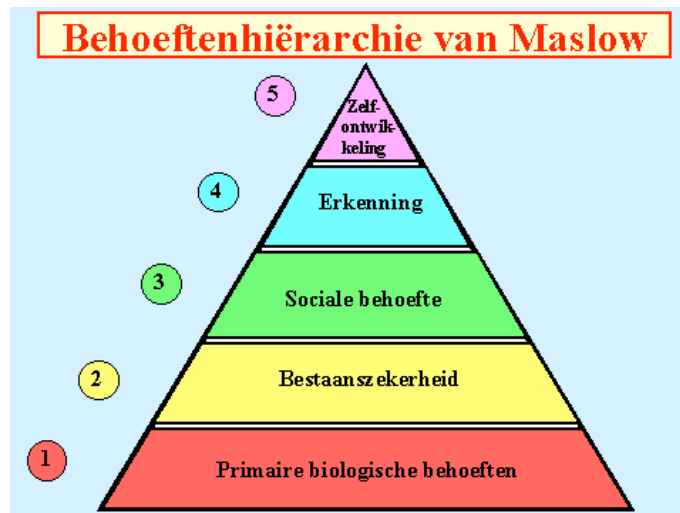 Behoeftenhiërarchie van Maslow
5
Zelf-
ontwik-
keling
4
Erkenning
3
Sociale behoefte
2
Bestaanszekerheid
1
Primaire biologische behoeften